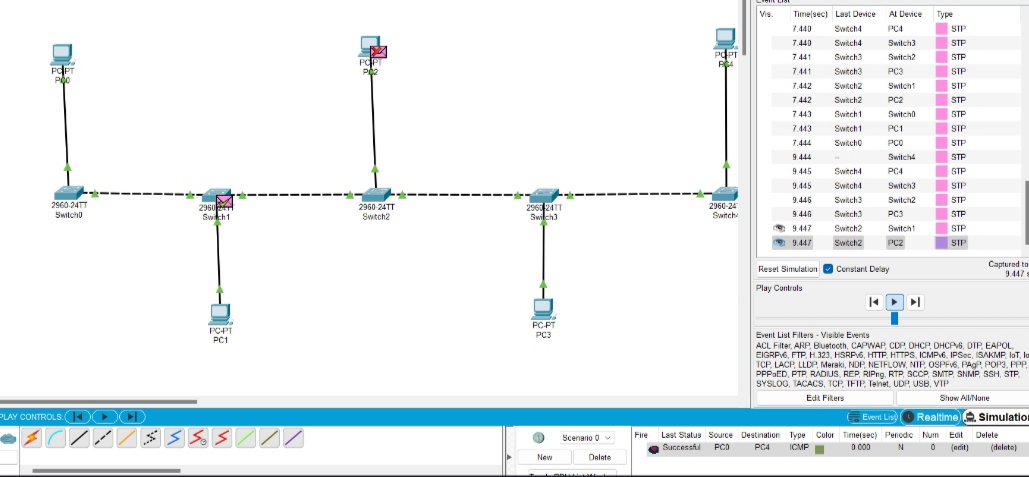 Event List
Vis. Time(sec) Last Device At Device Type
7.440 Switch4 PC4 STP
7.440 Switch4 Switch3 STP
7.441 Switch3 Switch2 STP
7.441 Switch3 PC3 STP
7.442 Switch2 Switch1 STP
7.442 Switch2 PC2 STP
7.443 Switch1 Switch0 STP
7.443 Switch1 PC1 STP
7.444 Switch0 PC0 STP
9.444 -- Switch4 STP
9.445 Switch4 PC4 STP
9.445 Switch4 Switch3 STP
9.446 Switch3 Switch2 STP
9.446 Switch3 PC3 STP
9.447 Switch2 Switch1 STP
9.447 Switch2 PC2 STP
Reset Simulation Constant Delay
Captured to
9.447 s
Play Controls
Event List Filters - Visible Events
ACL Filter, ARP, Bluetooth, CAPWAP, CDP, DHCP, DHCPv6, DTP, EAPOL,
EIGRPv6, FTP, H.323, HSRPv6, HTTP, HTTPS, ICMPv6, IPSec, ISAKMP, IoT, Io
TCP, LACP, LLDP, Meraki, NDP, NETFLOW, NTP, OSPFv6, PAgP, POP3, PPP,
PPPoED, PTP, RADIUS, REP, RIPng, RTP, SCCP, SMTP, SNMP, SSH, STP,
SYSLOG, TACACS, TCP, TFTP, Telnet, UDP, USB, VTP
Edit Filters Show All/None
PC-PT
PC0
PC-PT
PC2
PC-PT
PC4
2960-24TT
Switch0
2960-24TT
Switch1
2960-24TT
Switch2
2960-24TT
Switch3
2960-24T
Switch4
PC-PT
PC1
PC-PT
PC3
PLAY CONTROLS:
Event List Realtime Simulation
Scenario 0
New Delete
Fire Last Status Source Destination Type Color Time(sec) Periodic Num Edit Delete
Successful PC0 PC4 ICMP 0.000 N 0 (edit) (delete)